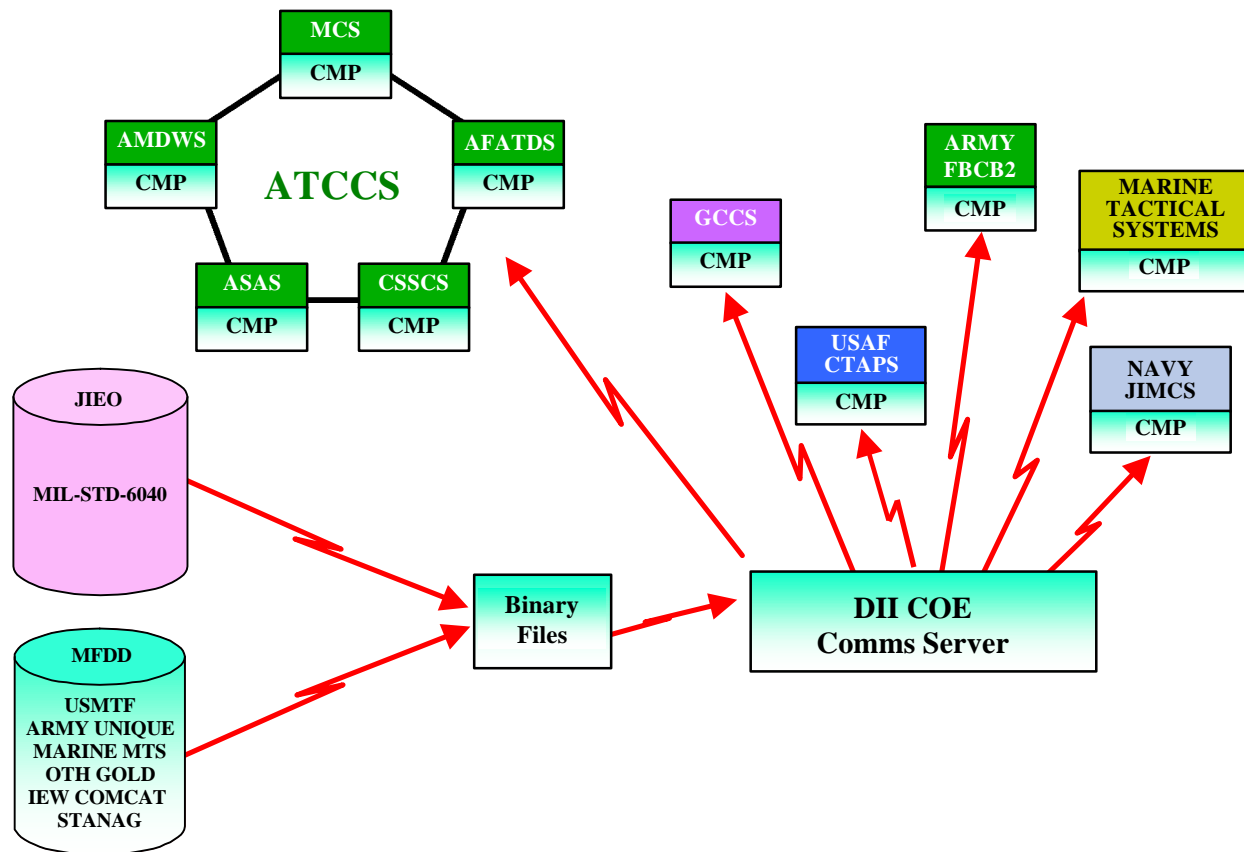 MCS
CMP
AMDWS
CMP
AFATDS
CMP
ATCCS
ASAS
CMP
CSSCS
CMP
GCCS
CMP
ARMY
FBCB2
CMP
MARINE
TACTICAL
SYSTEMS
CMP
USAF
CTAPS
CMP
NAVY
JIMCS
CMP
JIEO
MIL-STD-6040
MFDD
USMTF
ARMY UNIQUE
MARINE MTS
OTH GOLD
IEW COMCAT
STANAG
Binary
Files
DII COE
Comms Server